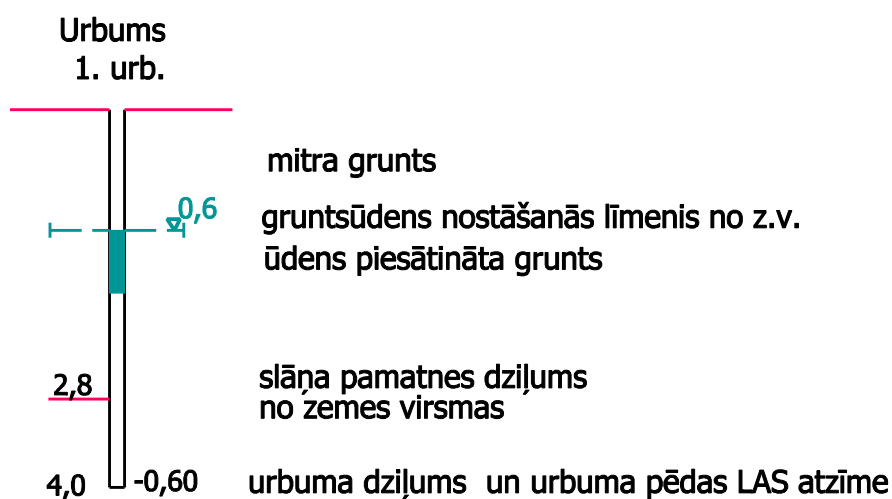 Urbums
1. urb.
mitra grunts
0,6
gruntsūdens nostāšanās līmenis no z.v.
ūdens piesātināta grunts
2,8
slāņa pamatnes dziļums
no zemes virsmas
4,0
-0,60
urbuma dziļums un urbuma pēdas LAS atzīme